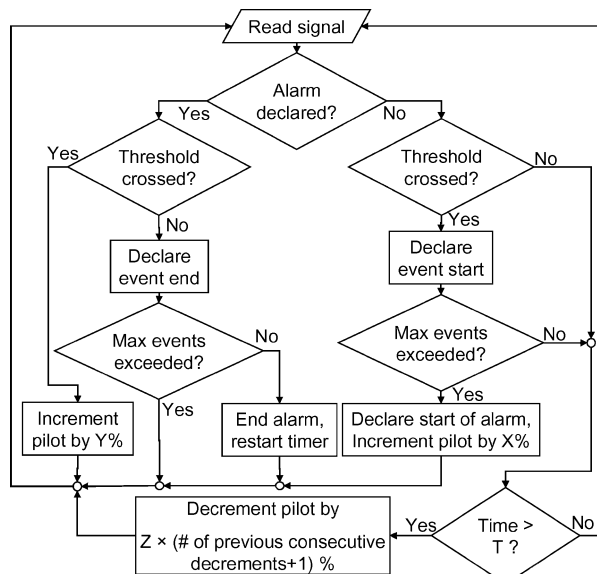 Read signal
Alarm
declared?
Yes
No
Yes
Threshold
crossed?
Threshold
crossed?
No
No
Yes
Declare
event end
Declare
event start
Max events
exceeded?
No
Max events
exceeded?
No
Yes
Yes
Increment
pilot by Y%
End alarm,
restart timer
Declare start of alarm,
Increment pilot by X%
Decrement pilot by
Z × (# of previous consecutive
decrements+1) %
Yes
Time >
T ?
No